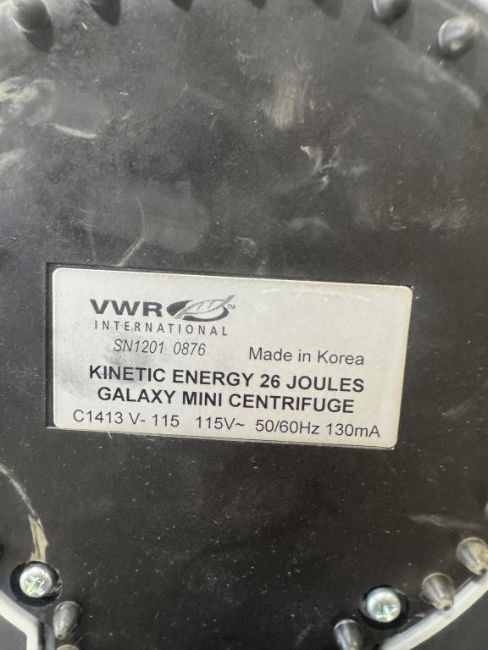 VWR™
INTERNATIONAL
SN1201 0876 Made in Korea
KINETIC ENERGY 26 JOULES
GALAXY MINI CENTRIFUGE
C1413 V- 115 115V~ 50/60Hz 130mA